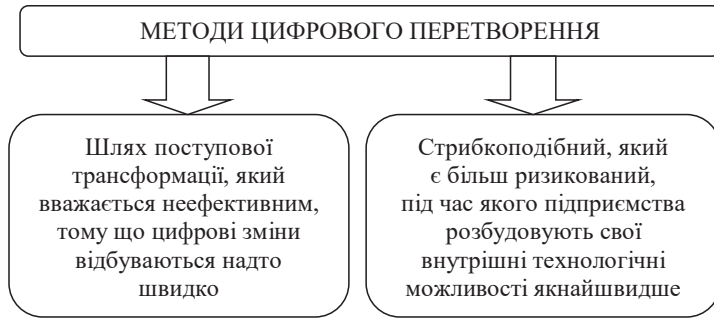 МЕТОДИ ЦИФРОВОГО ПЕРЕТВОРЕННЯ
Шлях поступової
трансформації, який
вважається неефективним,
тому що цифрові зміни
відбуваються надто
швидко
Стрибкоподібний, який
є більш ризикований,
під час якого підприємства
розбудовують свої
внутрішні технологічні
можливості якнайшвидше